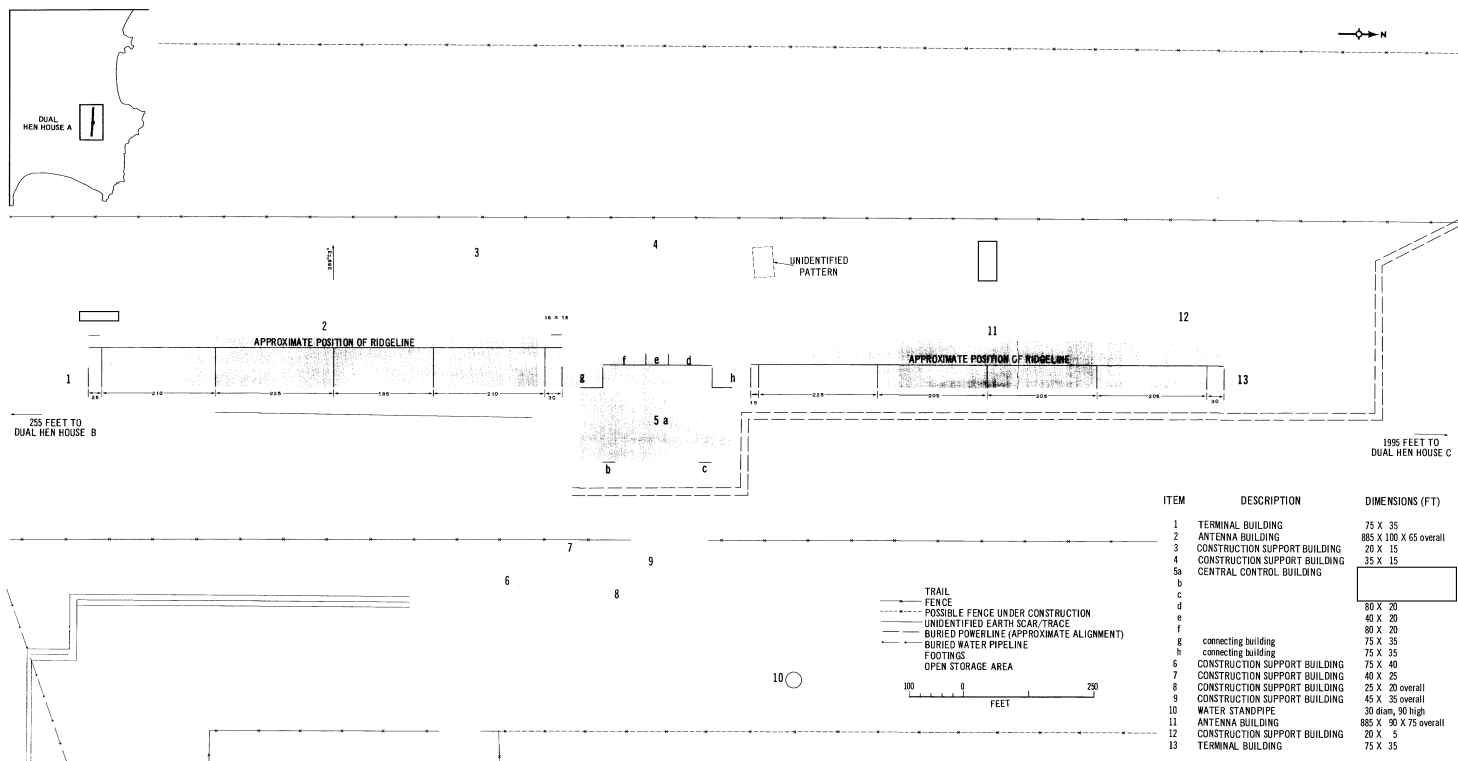 N
DUAL
HEN HOUSE A
3
4
269°±3°
UNIDENTIFIED
PATTERN
2
16 X 18
12
11
APPROXIMATE POSITION OF RIDGELINE
f e d
APPROXIMATE POSITION OF RIDGELINE
1
g
h
13
25 210 225 185 210 30
15 225 205 205 205 30
5 a
255 FEET TO
DUAL HEN HOUSE B
1995 FEET TO
DUAL HEN HOUSE C
b
c
7
9
6
8
10
TRAIL
FENCE
POSSIBLE FENCE UNDER CONSTRUCTION
UNIDENTIFIED EARTH SCAR/TRACE
BURIED POWERLINE (APPROXIMATE ALIGNMENT)
BURIED WATER PIPELINE
FOOTINGS
OPEN STORAGE AREA
100 0 250
FEET
ITEM DESCRIPTION DIMENSIONS (FT)
1 TERMINAL BUILDING 75 X 35
2 ANTENNA BUILDING 885 X 100 X 65 overall
3 CONSTRUCTION SUPPORT BUILDING 20 X 15
4 CONSTRUCTION SUPPORT BUILDING 35 X 15
5a CENTRAL CONTROL BUILDING
b
c
d 80 X 20
e 40 X 20
f 80 X 20
g connecting building 75 X 35
h connecting building 75 X 35
6 CONSTRUCTION SUPPORT BUILDING 75 X 40
7 CONSTRUCTION SUPPORT BUILDING 40 X 25
8 CONSTRUCTION SUPPORT BUILDING 25 X 20 overall
9 CONSTRUCTION SUPPORT BUILDING 45 X 35 overall
10 WATER STANDPIPE 30 diam, 90 high
11 ANTENNA BUILDING 885 X 90 X 75 overall
12 CONSTRUCTION SUPPORT BUILDING 20 X 5
13 TERMINAL BUILDING 75 X 35